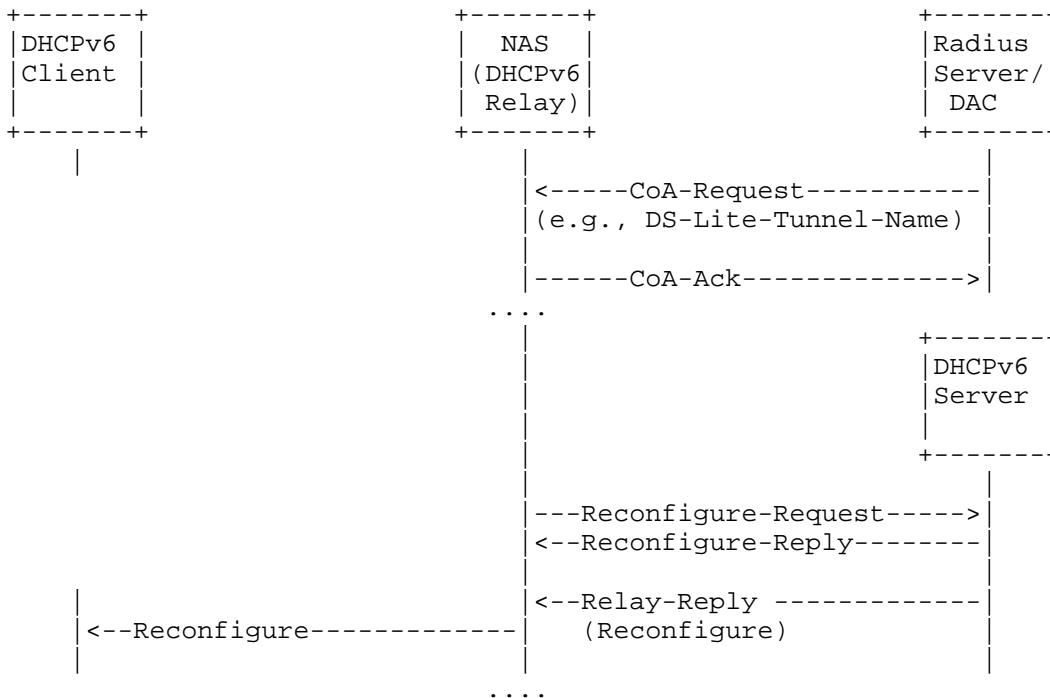 DHCPv6 Client
NAS (DHCPv6 Relay)
Radius Server/ DAC
<-----CoA-Request-----------
(e.g., DS-Lite-Tunnel-Name)
------CoA-Ack-------------->
....
DHCPv6 Server
---Reconfigure-Request----->
<--Reconfigure-Reply--------
<--Relay-Reply -------------
<--Reconfigure-------------
(Reconfigure)
....